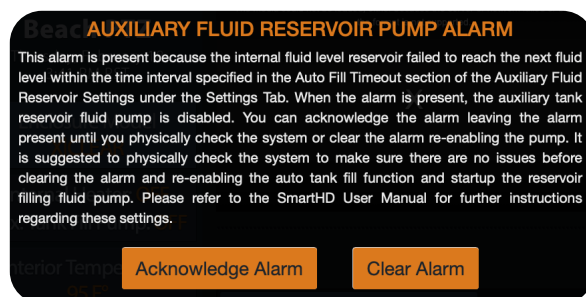 AUXILIARY FLUID RESERVOIR PUMP ALARM
This alarm is present because the internal fluid level reservoir failed to reach the next fluid
level within the time interval specified in the Auto Fill Timeout section of the Auxiliary Fluid
Reservoir Settings under the Settings Tab. When the alarm is present, the auxiliary tank
reservoir fluid pump is disabled. You can acknowledge the alarm leaving the alarm
present until you physically check the system or clear the alarm re-enabling the pump. It
is suggested to physically check the system to make sure there are no issues before
clearing the alarm and re-enabling the auto tank fill function and startup the reservoir
filling fluid pump. Please refer to the SmartHD User Manual for further instructions
regarding these settings.
Acknowledge Alarm Clear Alarm